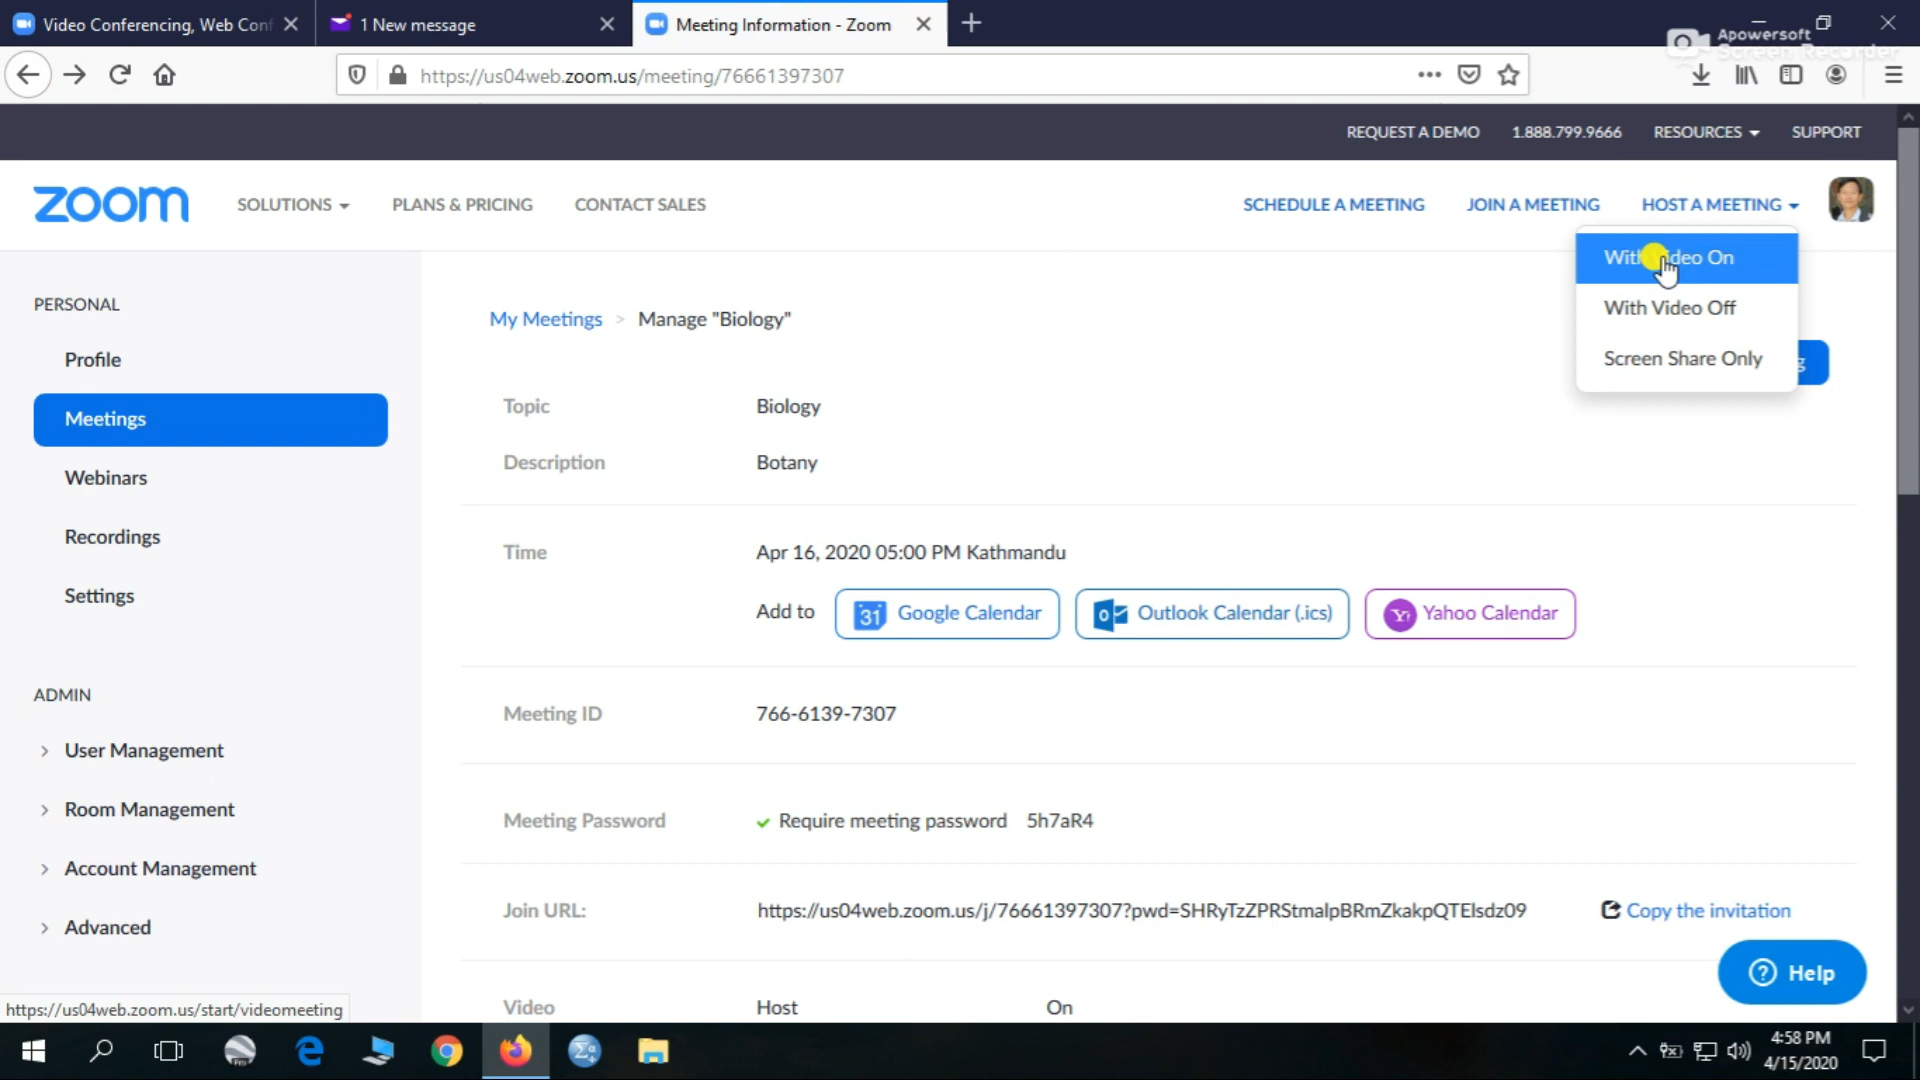 Video Conferencing, Web Conf
1 New message
Meeting Information - Zoom
Apowersoft
Screen Recorder
https://us04web.zoom.us/meeting/76661397307
REQUEST A DEMO
1.888.799.9666
RESOURCES
SUPPORT
zoom
SOLUTIONS
PLANS & PRICING
CONTACT SALES
SCHEDULE A MEETING
JOIN A MEETING
HOST A MEETING
With Video On
With Video Off
Screen Share Only
PERSONAL
Profile
Meetings
Webinars
Recordings
Settings
ADMIN
User Management
Room Management
Account Management
Advanced
My Meetings > Manage "Biology"
Topic
Biology
Description
Botany
Time
Apr 16, 2020 05:00 PM Kathmandu
Add to
31 Google Calendar
Outlook Calendar (.ics)
Yahoo Calendar
Meeting ID
766-6139-7307
Meeting Password
Require meeting password 5h7aR4
Join URL:
https://us04web.zoom.us/j/76661397307?pwd=SHRyTzZPRStmalpBRmZkakpQTElsdz09
Copy the invitation
Video
Host
On
Help
https://us04web.zoom.us/start/videomeeting
4:58 PM
4/15/2020